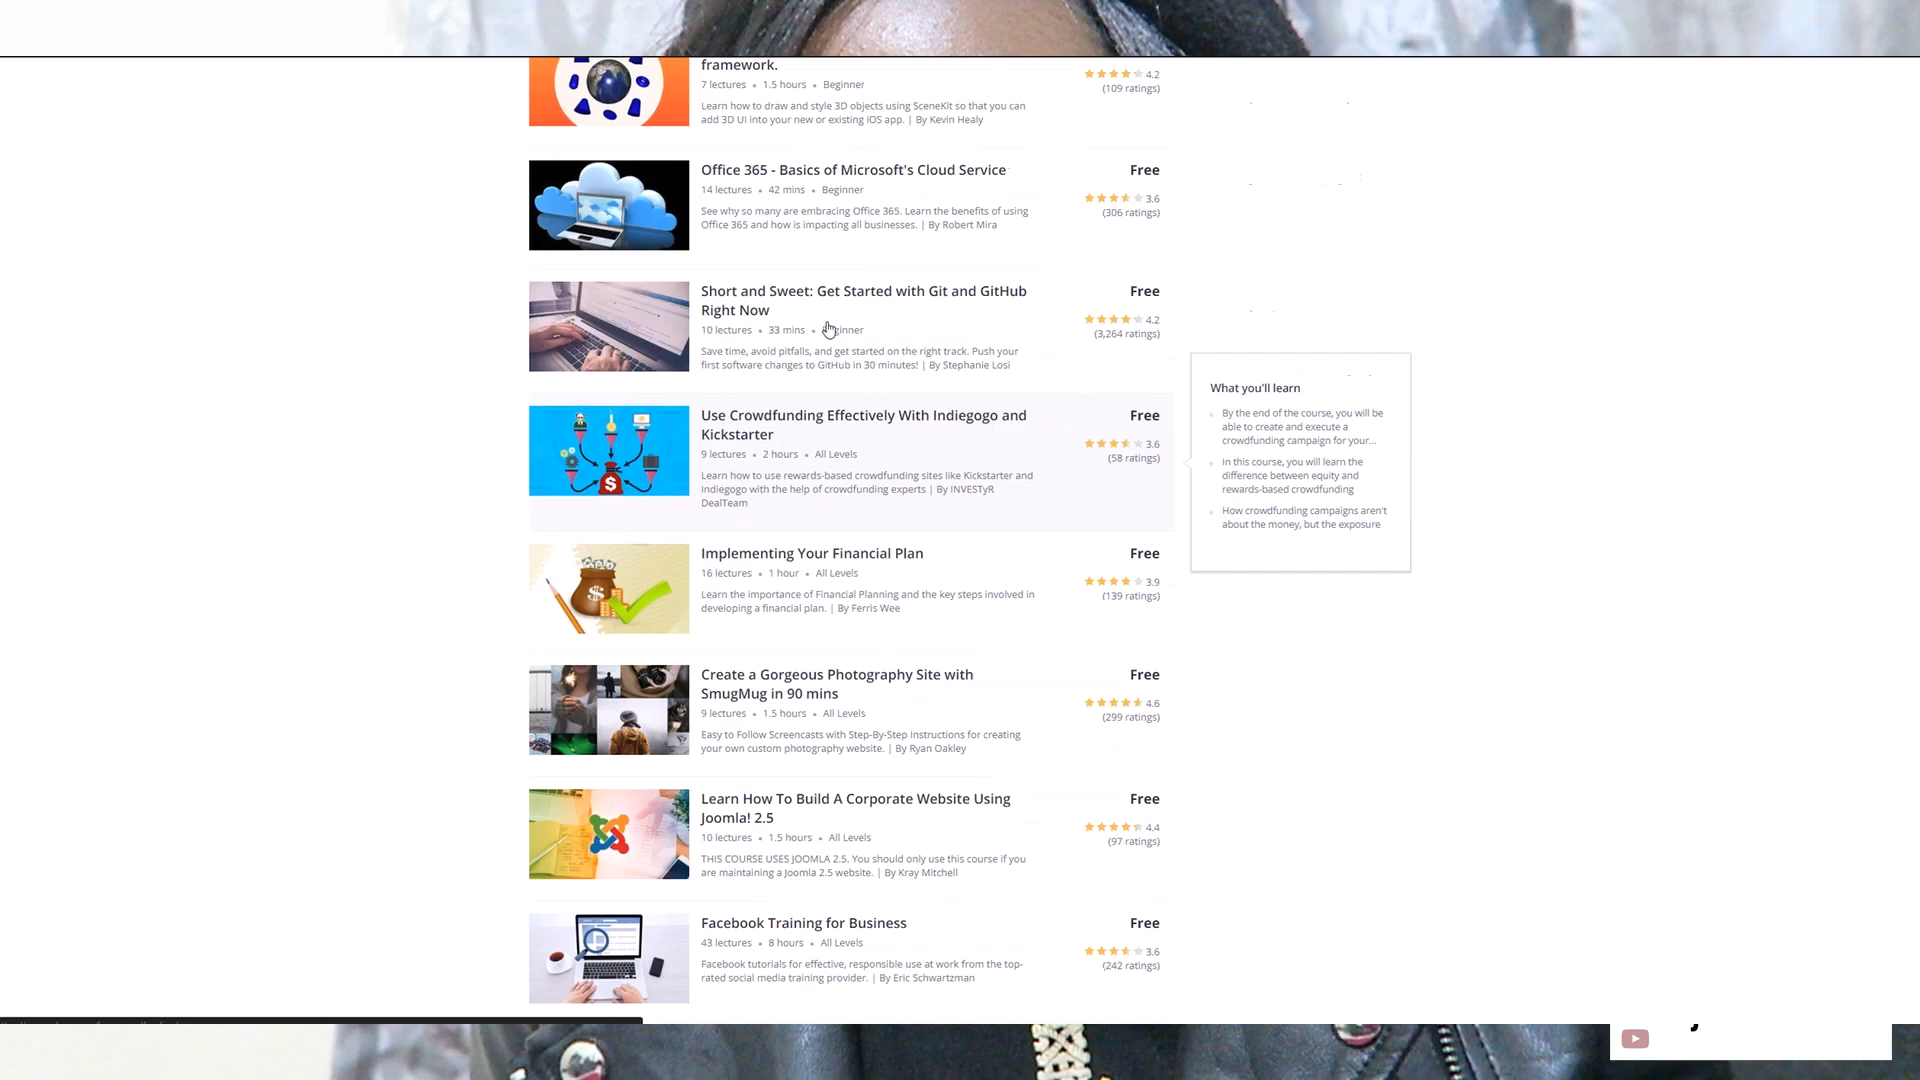 framework.
7 lectures • 1.5 hours • Beginner
4.2
(109 ratings)
Learn how to draw and style 3D objects using SceneKit so that you can
add 3D UI into your new or existing iOS app. | By Kevin Healy
Office 365 - Basics of Microsoft's Cloud Service
Free
14 lectures • 42 mins • Beginner
3.6
(306 ratings)
See why so many are embracing Office 365. Learn the benefits of using
Office 365 and how is impacting all businesses. | By Robert Mira
Short and Sweet: Get Started with Git and GitHub
Right Now
Free
10 lectures • 33 mins •
4.2
(3,264 ratings)
Save time, avoid pitfalls, and get started on the right track. Push your
first software changes to GitHub in 30 minutes! | By Stephanie Losi
Use Crowdfunding Effectively With Indiegogo and
Kickstarter
Free
9 lectures • 2 hours • All Levels
3.6
(58 ratings)
Learn how to use rewards-based crowdfunding sites like Kickstarter and
Indiegogo with the help of crowdfunding experts | By INVESTyR
DealTeam
What you'll learn
By the end of the course, you will be
able to create and execute a
crowdfunding campaign for your...
In this course, you will learn the
difference between equity and
rewards-based crowdfunding
How crowdfunding campaigns aren't
about the money, but the exposure
Implementing Your Financial Plan
Free
16 lectures • 1 hour • All Levels
3.9
(139 ratings)
Learn the importance of Financial Planning and the key steps involved in
developing a financial plan. | By Ferris Wee
Create a Gorgeous Photography Site with
SmugMug in 90 mins
Free
9 lectures • 1.5 hours • All Levels
4.6
(299 ratings)
Easy to Follow Screencasts with Step-By-Step Instructions for creating
your own custom photography website. | By Ryan Oakley
Learn How To Build A Corporate Website Using
Joomla! 2.5
Free
10 lectures • 1.5 hours • All Levels
4.4
(97 ratings)
THIS COURSE USES JOOMLA 2.5. You should only use this course if you
are maintaining a Joomla 2.5 website. | By Kray Mitchell
Facebook Training for Business
Free
43 lectures • 8 hours • All Levels
3.6
(242 ratings)
Facebook tutorials for effective, responsible use at work from the top-
rated social media training provider. | By Eric Schwartzman